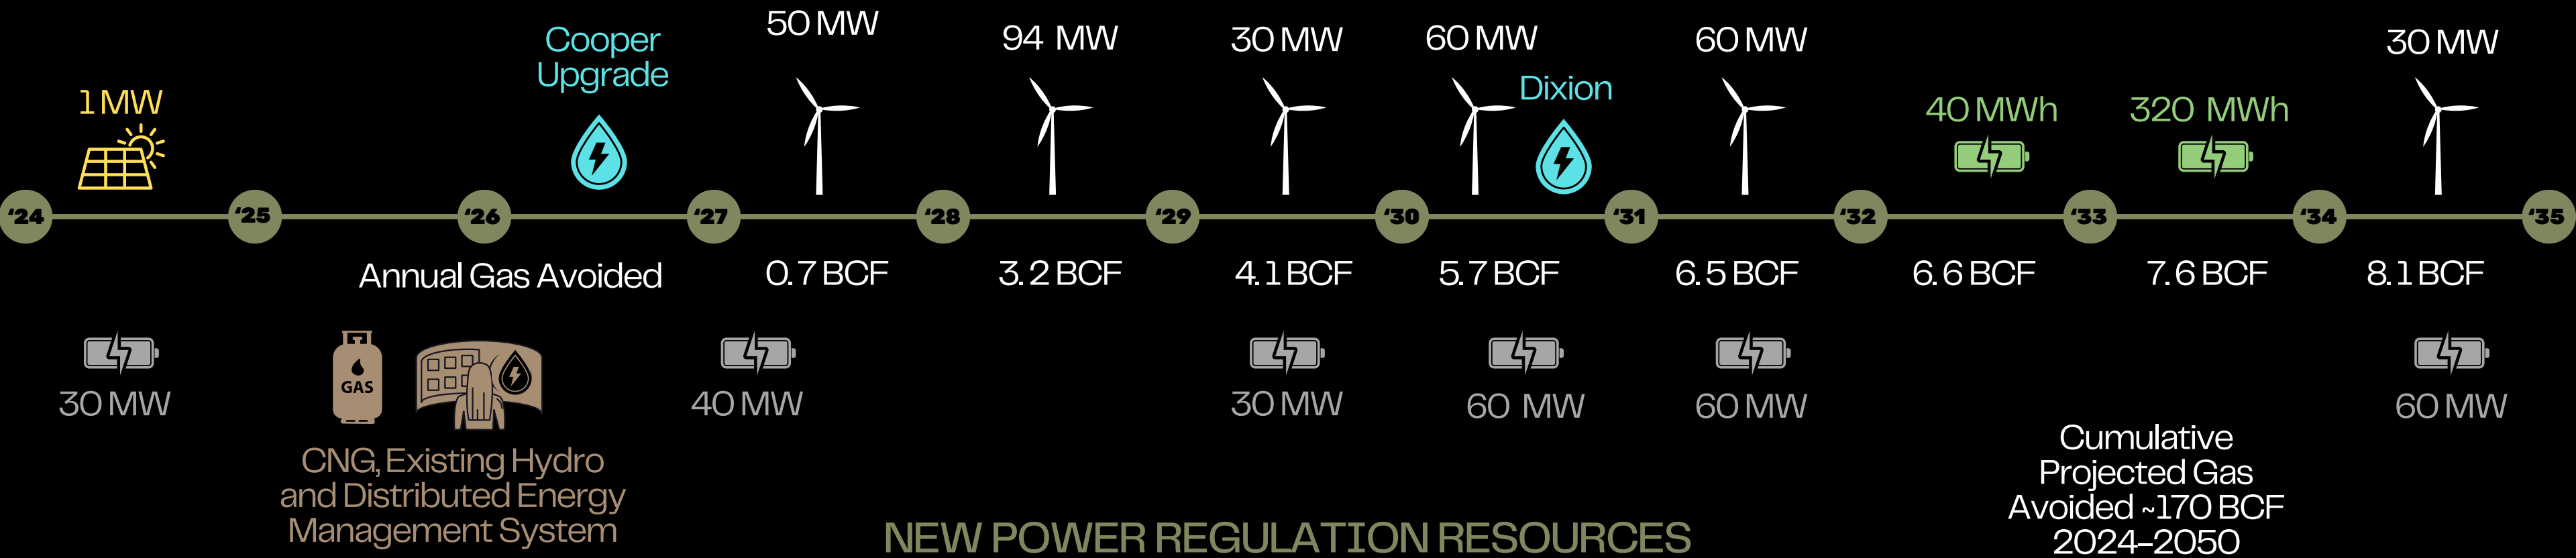 50 MW
94 MW
30 MW
60 MW
60 MW
30 MW
Cooper
Upgrade
Dixion
1 MW
40 MWh
320 MWh
‘24
‘25
‘26
‘27
‘28
‘29
‘30
‘31
‘32
‘33
‘34
‘35
Annual Gas Avoided
0.7 BCF
3.2 BCF
4.1 BCF
5.7 BCF
6.5 BCF
6.6 BCF
7.6 BCF
8.1 BCF
GAS
30 MW
40 MW
30 MW
60 MW
60 MW
60 MW
CNG, Existing Hydro
and Distributed Energy
Management System
NEW POWER REGULATION RESOURCES
Cumulative
Projected Gas
Avoided ~170 BCF
2024–2050